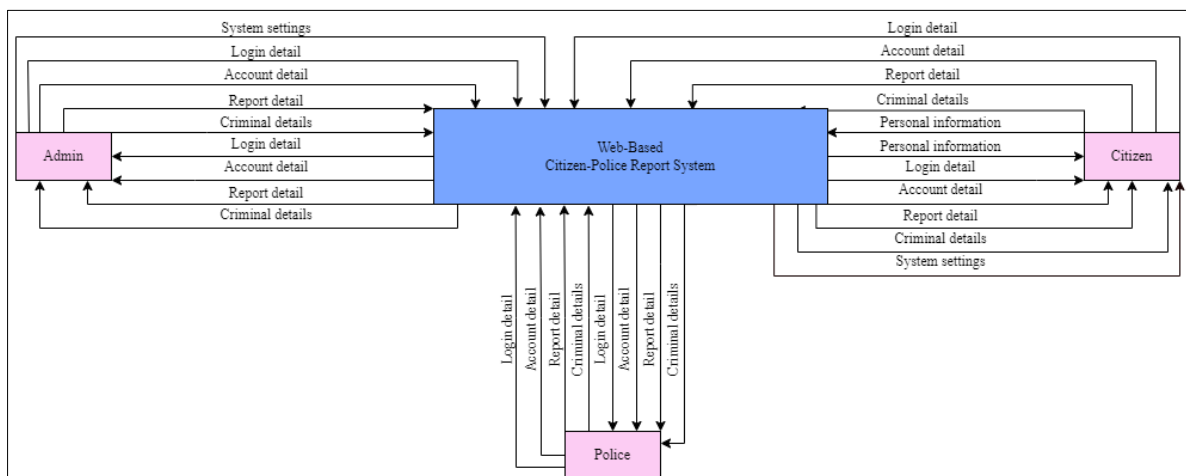 System settings
Login detail
Account detail
Report detail
Criminal details
Login detail
Account detail
Report detail
Criminal details
Admin
Web-Based
Citizen-Police Report System
Login detail
Account detail
Report detail
Criminal details
Personal information
Personal information
Login detail
Account detail
Report detail
Criminal details
System settings
Citizen
Login detail
Account detail
Report detail
Criminal details
Login detail
Account detail
Report detail
Criminal details
Police